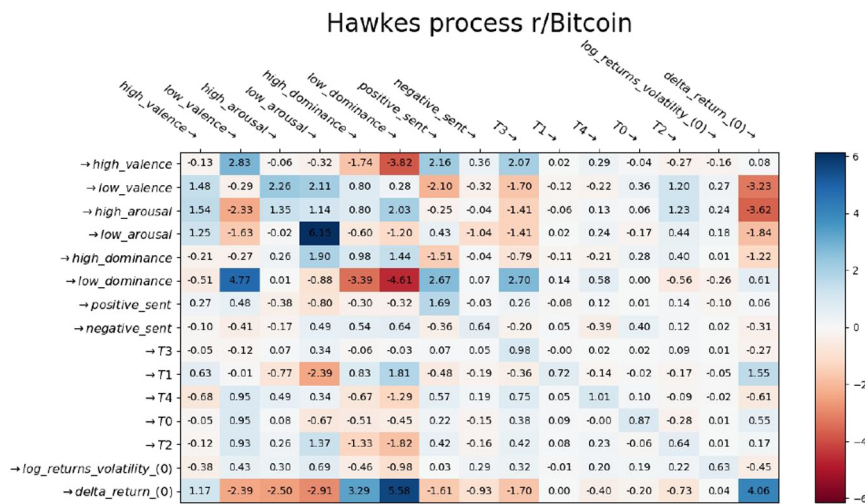 Hawkes process r/Bitcoin
high_valence→
low_valence→
high_arousal→
low_arousal→
high_dominance→
low_dominance→
positive_sent→
negative_sent→
T3→
T1→
T4→
T0→
T2→
log_returns_volatility_(0)→
delta_return_(0)→
→high_valence -0.13 2.83 -0.06 -0.32 -1.74 -3.82 2.16 0.36 2.07 0.02 0.29 -0.04 -0.27 -0.16 0.08
→low_valence 1.48 -0.29 2.26 2.11 0.80 0.28 -2.10 -0.32 -1.70 -0.12 -0.22 0.36 1.20 0.27 -3.23
→high_arousal 1.54 -2.33 1.35 1.14 0.80 2.03 -0.25 -0.04 -1.41 -0.06 0.13 0.06 1.23 0.24 -3.62
→low_arousal 1.25 -1.63 -0.02 6.15 -0.60 -1.20 0.43 -1.04 -1.41 0.02 0.24 -0.17 0.44 0.18 -1.84
→high_dominance -0.21 -0.27 0.26 1.90 0.98 1.44 -1.51 -0.04 -0.79 -0.11 -0.21 0.28 0.40 0.01 -1.22
→low_dominance -0.51 4.77 0.01 -0.88 -3.39 -4.61 2.67 0.07 2.70 0.14 0.58 0.00 -0.56 -0.26 0.61
→positive_sent 0.27 0.48 -0.38 -0.80 -0.30 -0.32 1.69 -0.03 0.26 -0.08 0.12 0.01 0.14 -0.10 0.06
→negative_sent -0.10 -0.41 -0.17 0.49 0.54 0.64 -0.36 0.64 -0.20 0.05 -0.39 0.40 0.12 0.02 -0.31
→T3 -0.05 -0.12 0.07 0.34 -0.06 -0.03 0.07 0.05 0.98 -0.00 0.02 0.02 0.09 0.01 -0.27
→T1 0.63 -0.01 -0.77 -2.39 0.83 1.81 -0.48 -0.19 -0.36 0.72 -0.14 -0.02 -0.17 -0.05 1.55
→T4 -0.68 0.95 0.49 0.34 -0.67 -1.29 0.57 0.19 0.75 0.05 1.01 0.10 -0.09 -0.02 -0.61
→T0 -0.05 0.95 0.08 -0.67 -0.51 -0.45 0.22 -0.15 0.38 0.09 -0.00 0.87 -0.28 0.01 0.55
→T2 -0.12 0.93 0.26 1.37 -1.33 -1.82 0.42 -0.16 0.42 0.08 0.23 -0.06 0.64 0.01 0.17
→log_returns_volatility_(0) -0.38 0.43 0.30 0.69 -0.46 -0.98 0.03 0.29 0.32 -0.01 0.20 0.19 0.22 0.63 -0.45
→delta_return_(0) 1.17 -2.39 -2.50 -2.91 3.29 5.58 -1.61 -0.93 -1.70 0.00 -0.40 -0.20 -0.73 0.04 4.06
6
4
2
0
−2
−4